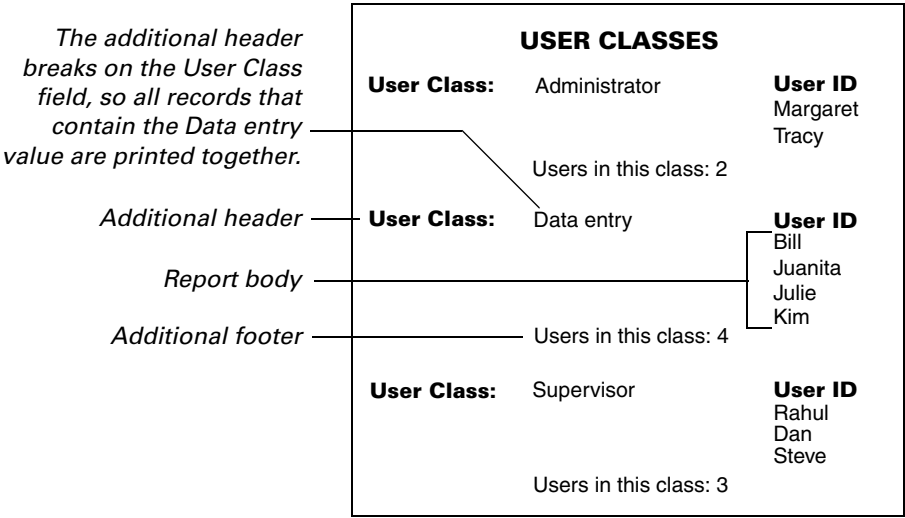 The additional header
breaks on the User Class
field, so all records that
contain the Data entry
value are printed together.
Additional header
Report body
Additional footer
USER CLASSES
User Class: Administrator User ID
Margaret
Tracy
Users in this class: 2
User Class: Data entry User ID
Bill
Juanita
Julie
Kim
Users in this class: 4
User Class: Supervisor User ID
Rahul
Dan
Steve
Users in this class: 3